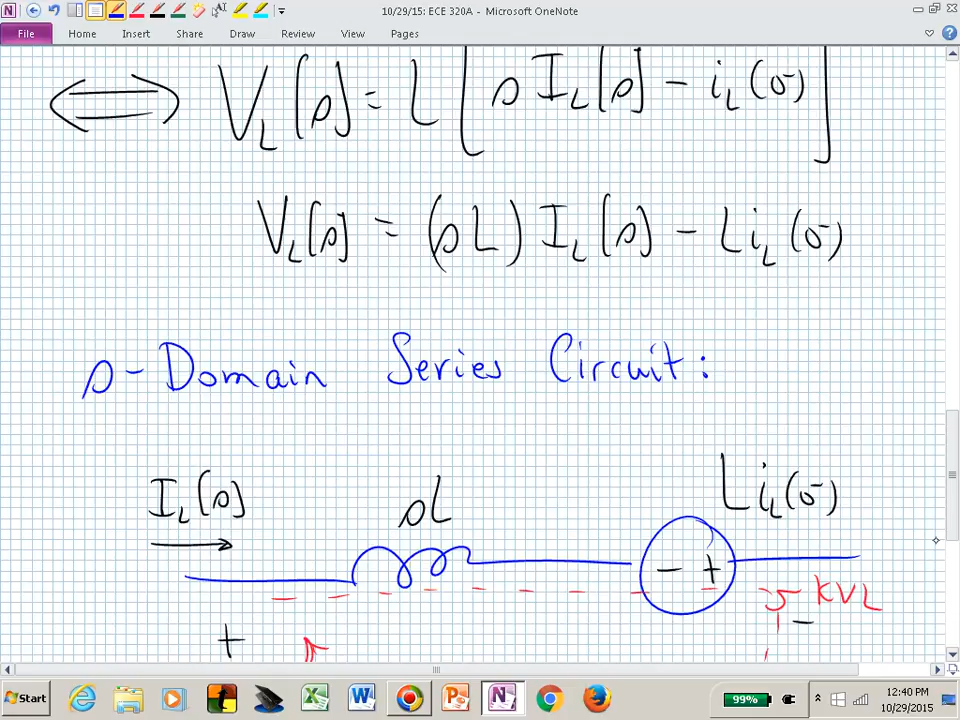 10/29/15: ECE 320A - Microsoft OneNote
File Home Insert Share Draw Review View Pages
⟺ V_L[s] = L [ s I_L[s] - i_L(0⁻) ]
V_L[s] = (sL) I_L[s] - L i_L(0⁻)
s-Domain Series Circuit:
I_L[s] → sL L i_L(0⁻)
- +
KVL
+ -
Start 99% 12:40 PM
10/29/2015